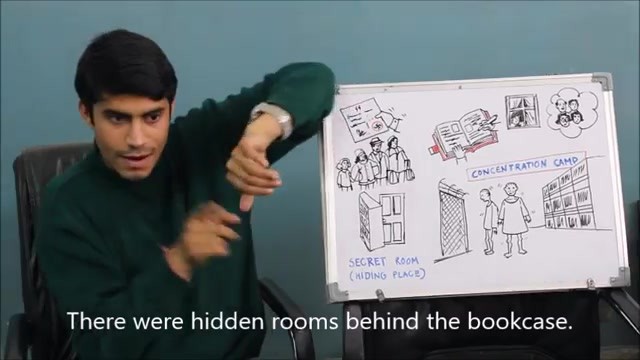 CONCENTRATION CAMP
SECRET ROOM
(HIDING PLACE)
There were hidden rooms behind the bookcase.